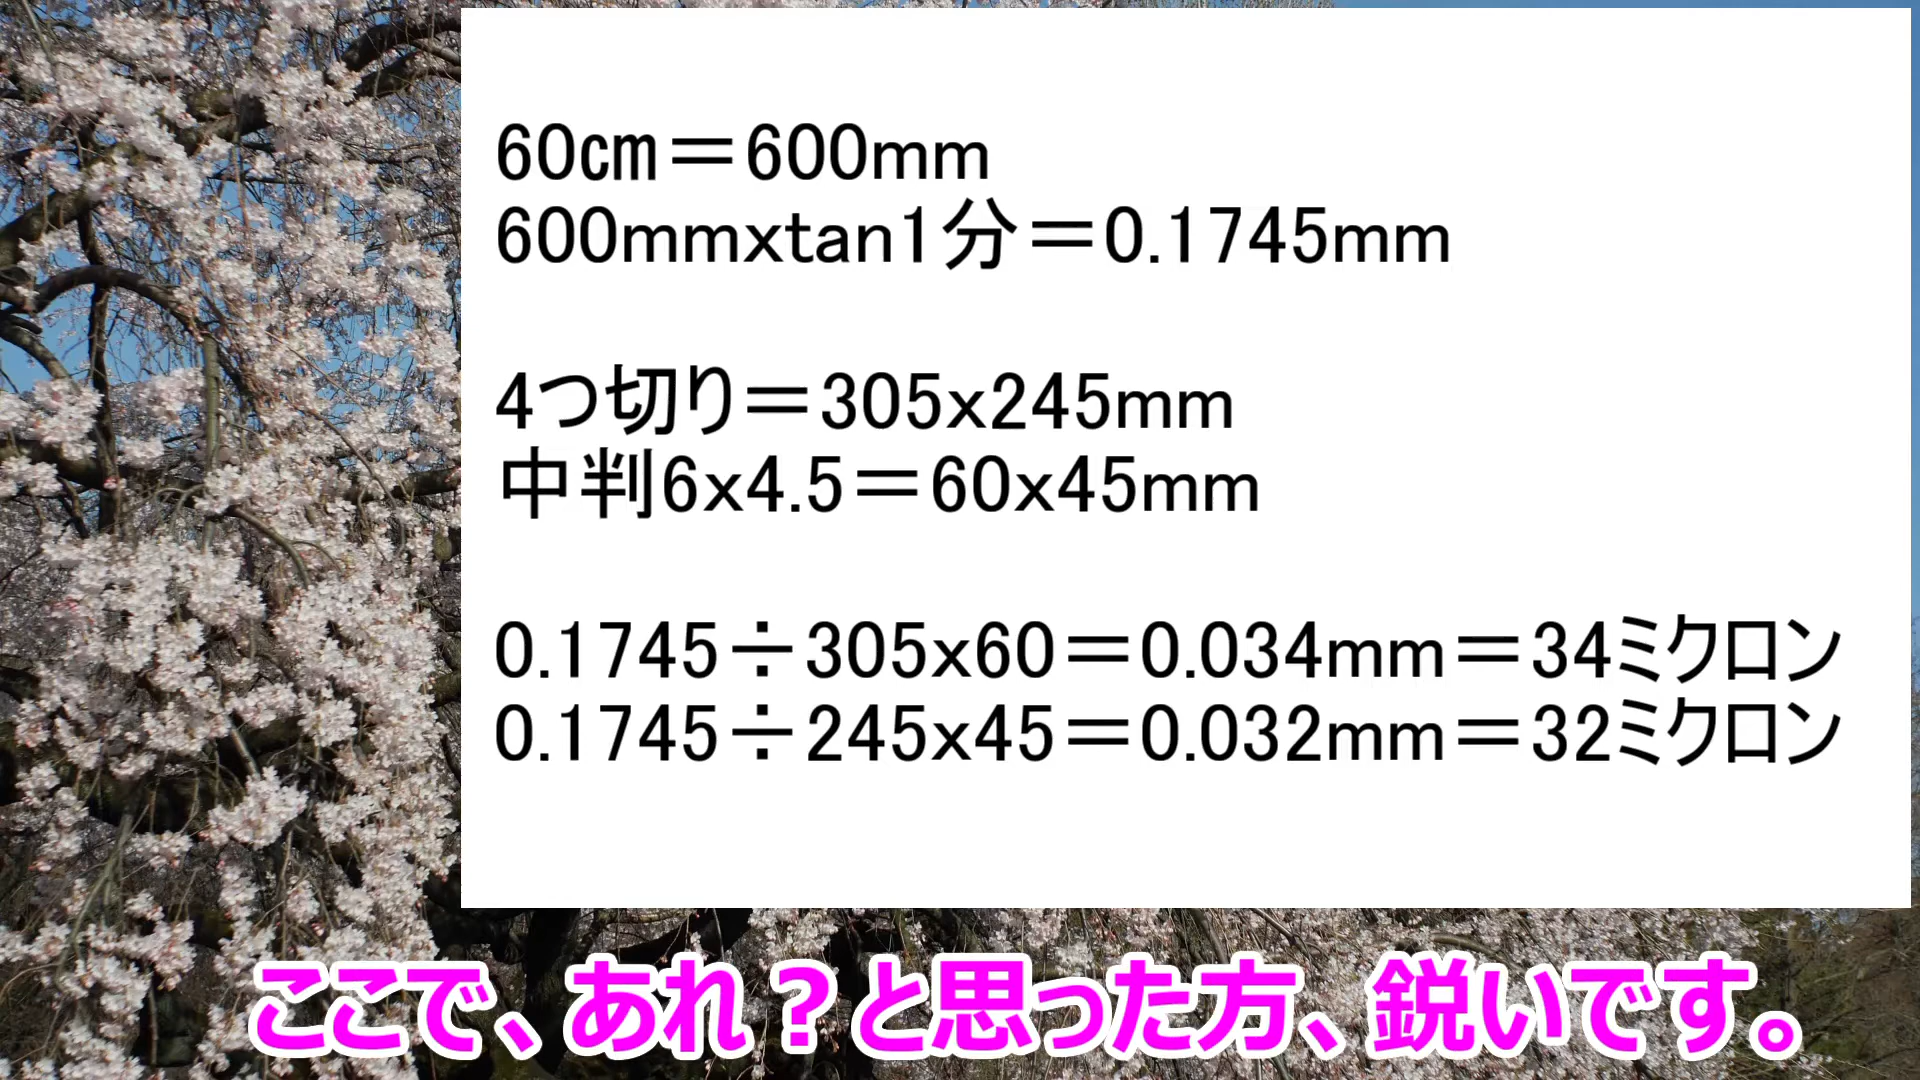 60㎝＝600mm
600mmxtan1分＝0.1745mm
4つ切り＝305x245mm
中判6x4.5＝60x45mm
0.1745÷305x60＝0.034mm＝34ミクロン
0.1745÷245x45＝0.032mm＝32ミクロン
ここで、あれ？と思った方、鋭いです。